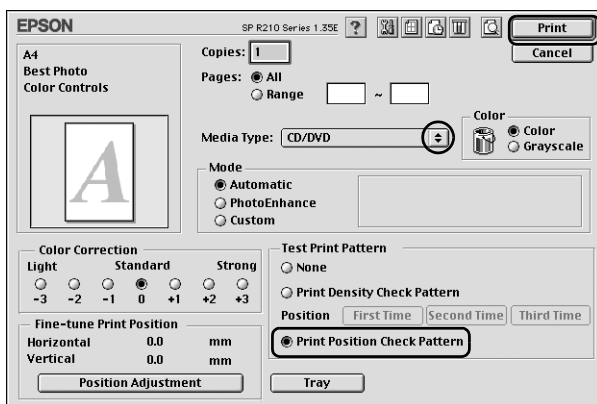 EPSON
SP R210 Series 1.35E ? Print
A4
Best Photo
Color Controls
A
Copies: 1
Cancel
Pages: All
Range ~
Media Type: CD/DVD
Color
Color
Grayscale
Mode
Automatic
PhotoEnhance
Custom
Color Correction
Light Standard Strong
-3 -2 -1 0 +1 +2 +3
Fine-tune Print Position
Horizontal 0.0 mm
Vertical 0.0 mm
Position Adjustment
Test Print Pattern
None
Print Density Check Pattern
Position First Time Second Time Third Time
Print Position Check Pattern
Tray